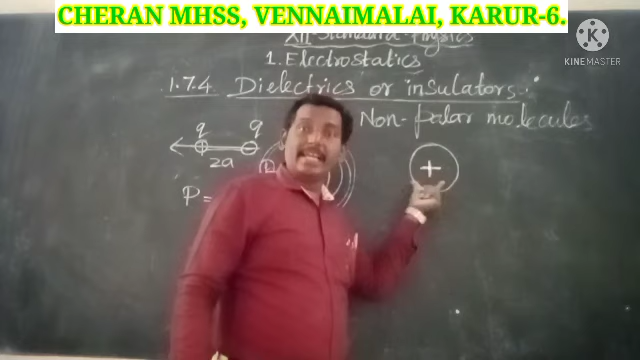 CHERAN MHSS, VENNAIMALAI, KARUR-6.
KINEMASTER
XII-Standard-Physics
1. Electrostatics
1.7.4 Dielectrics or insulators:
Non-polar molecules
q q
2a
P=
+